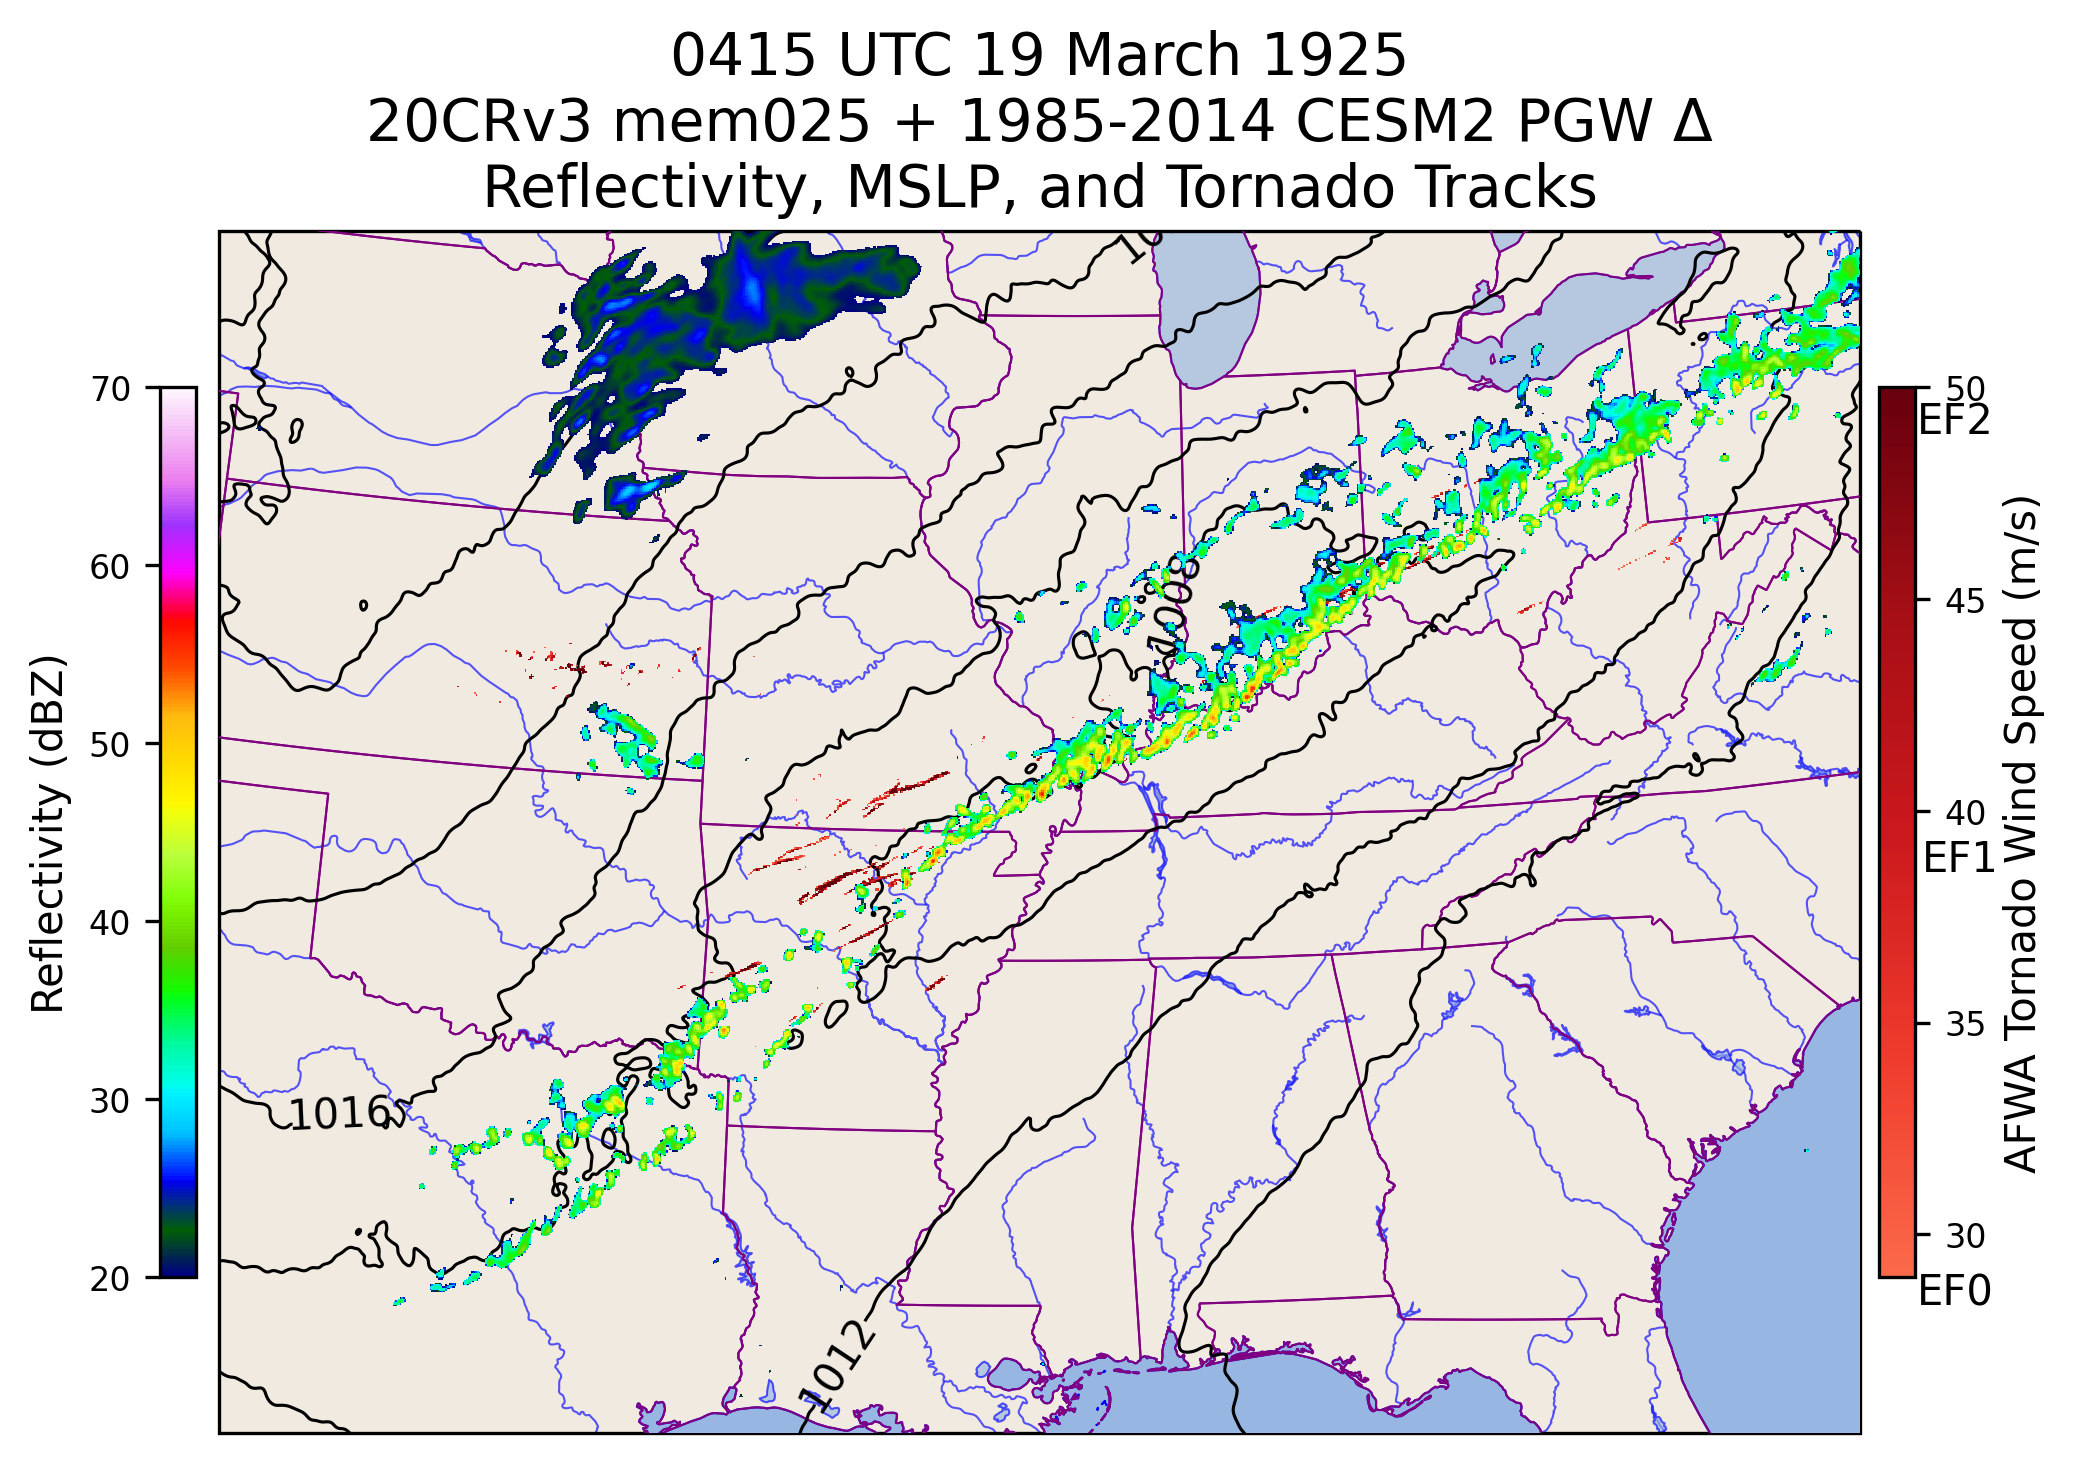 0415 UTC 19 March 1925
20CRv3 mem025 + 1985-2014 CESM2 PGW Δ
Reflectivity, MSLP, and Tornado Tracks
Reflectivity (dBZ)
70
60
50
40
30
20
1008
1016
1012
50
EF2
45
40
EF1
35
30
EF0
AFWA Tornado Wind Speed (m/s)